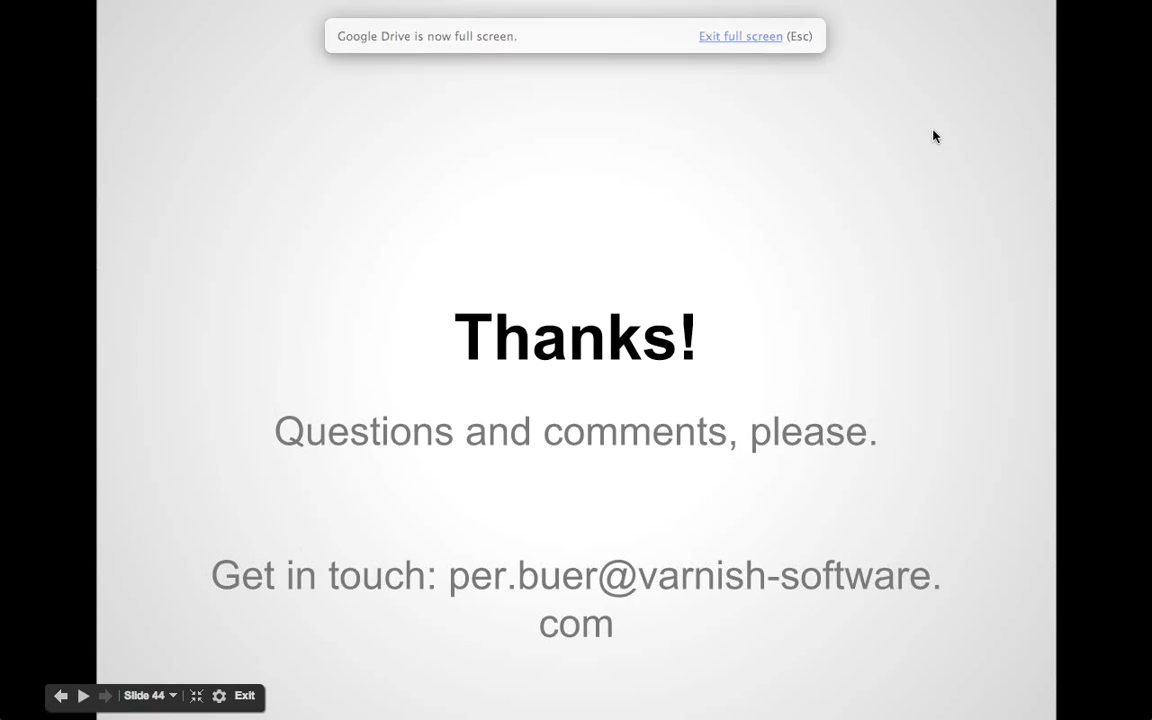 Google Drive is now full screen. Exit full screen (Esc)
Thanks!
Questions and comments, please.
Get in touch: per.buer@varnish-software.
com
Slide 44 Exit